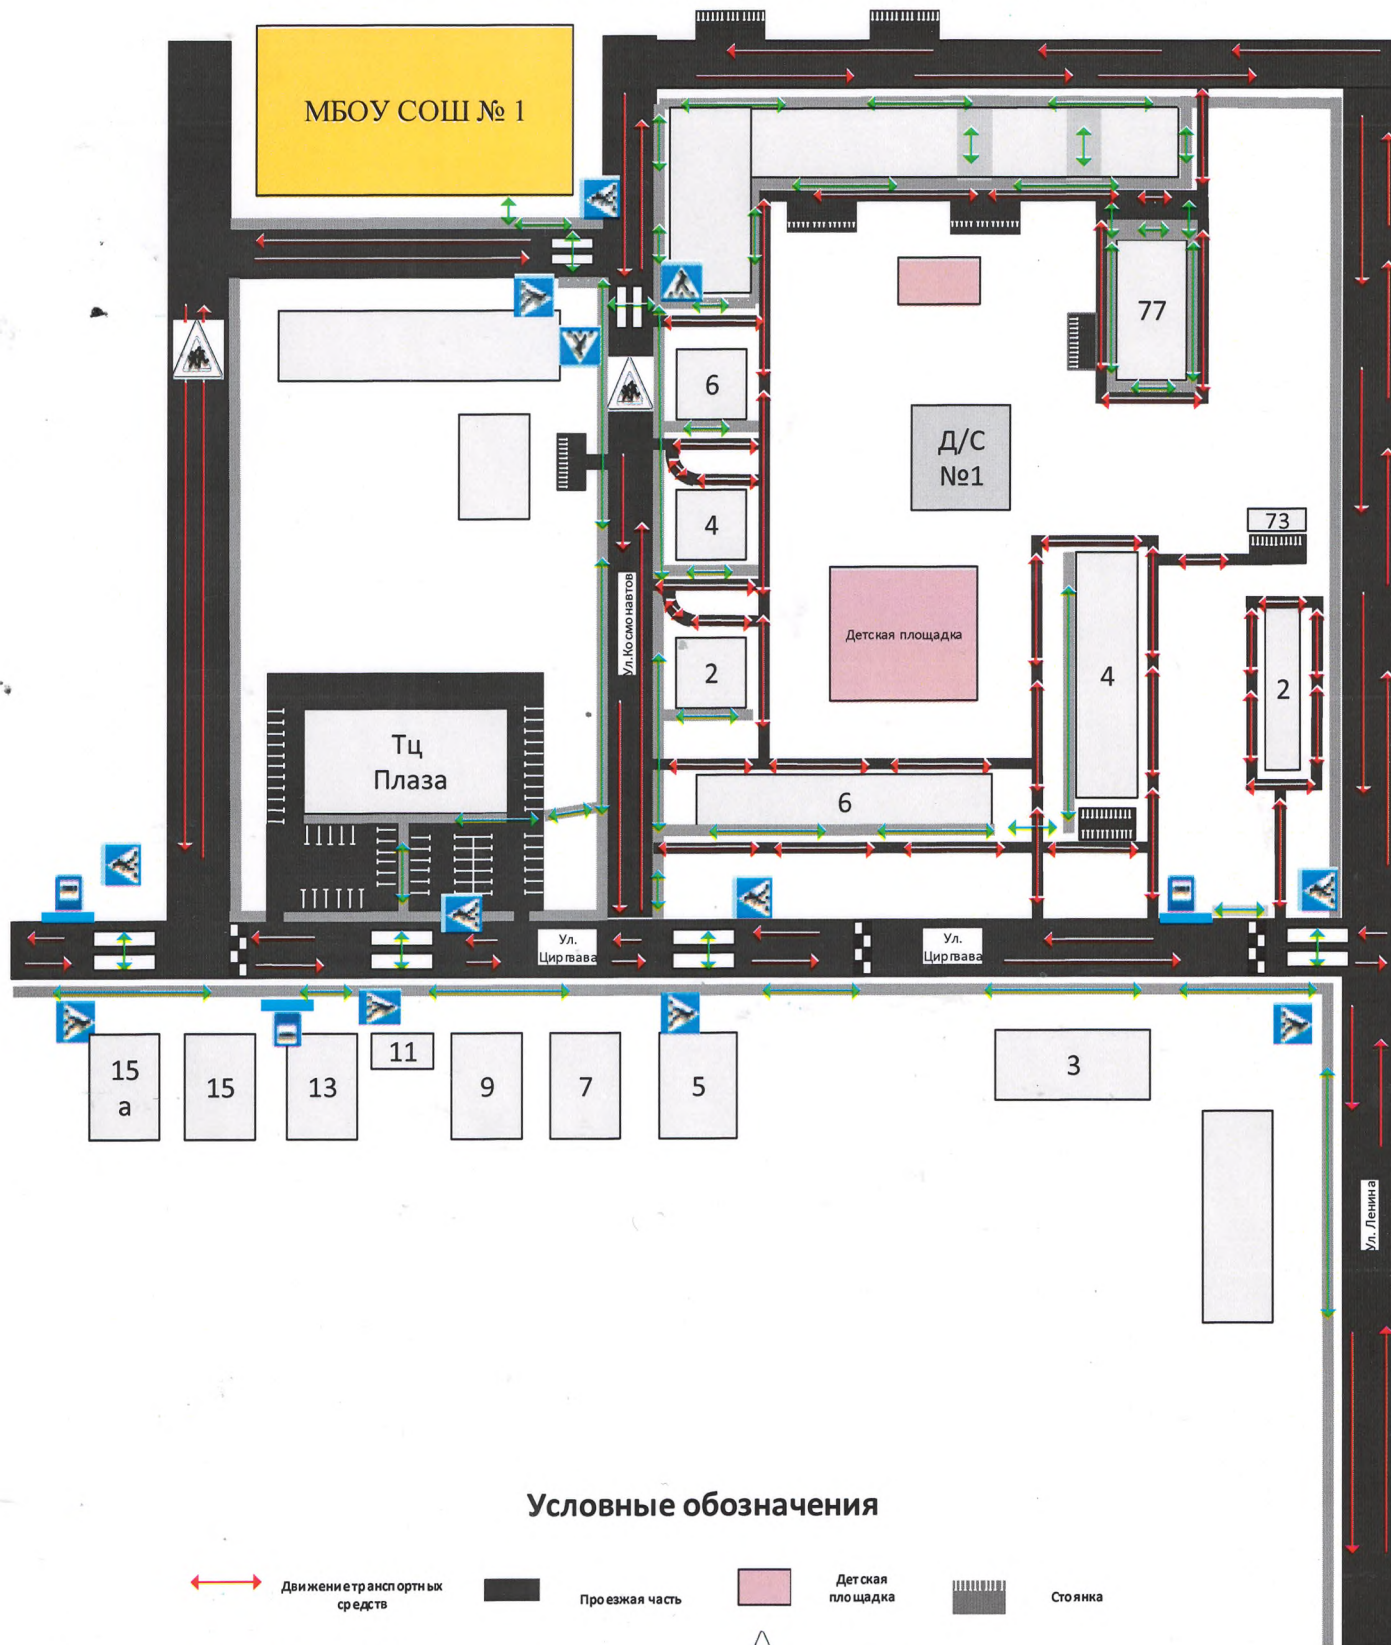 МБОУ СОШ № 1
77
6
Д/С
№1
4
73
Ул.Космонавтов
Детская площадка
2
4
2
Тц
Плаза
6
Ул.
Циргвава
Ул.
Циргвава
15
а
15
13
11
9
7
5
3
Ул. Ленина
Условные обозначения
Движение транспортных
средств
Проезжая часть
Детская
площадка
Стоянка